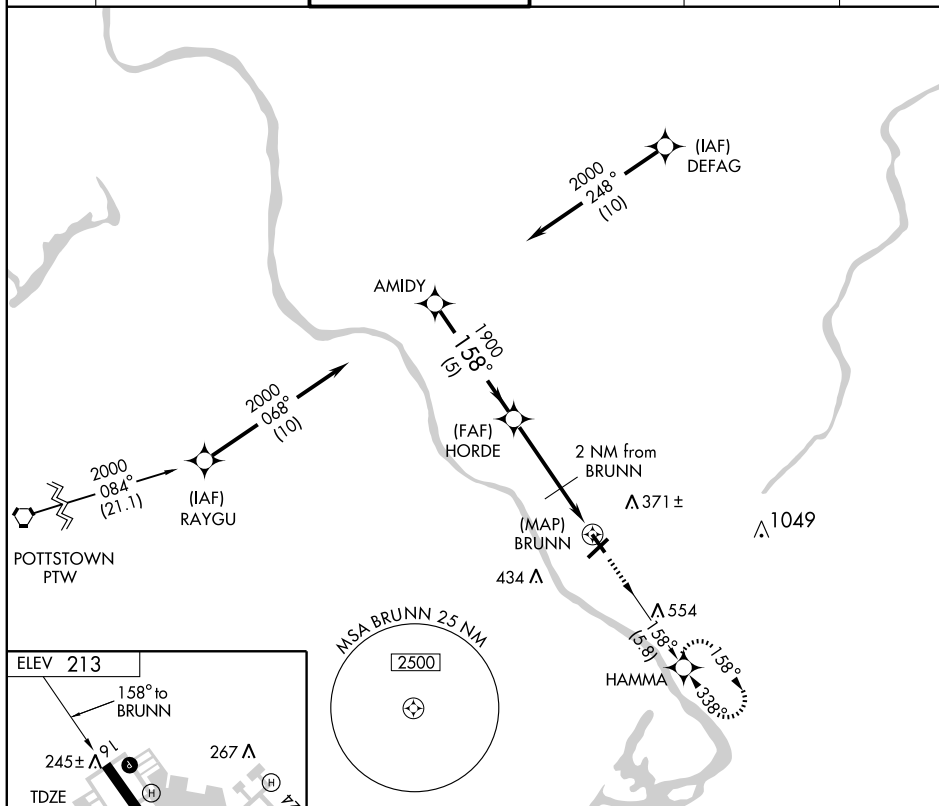 (IAF)
DEFAG
2000
248°
(10)
AMIDY
1900
158°
(5)
2000
068°
(10)
(FAF)
HORDE
2 NM from
BRUNN
2000
084°
(21.1)
(IAF)
RAYGU
371±
(MAP)
BRUNN
1049
POTTSTOWN
PTW
434
554
158°
(5.8)
HAMMA
158°
338°
MSA BRUNN 25 NM
2500
ELEV 213
158° to
BRUNN
16
245±
P
267
H
H
TDZE
24